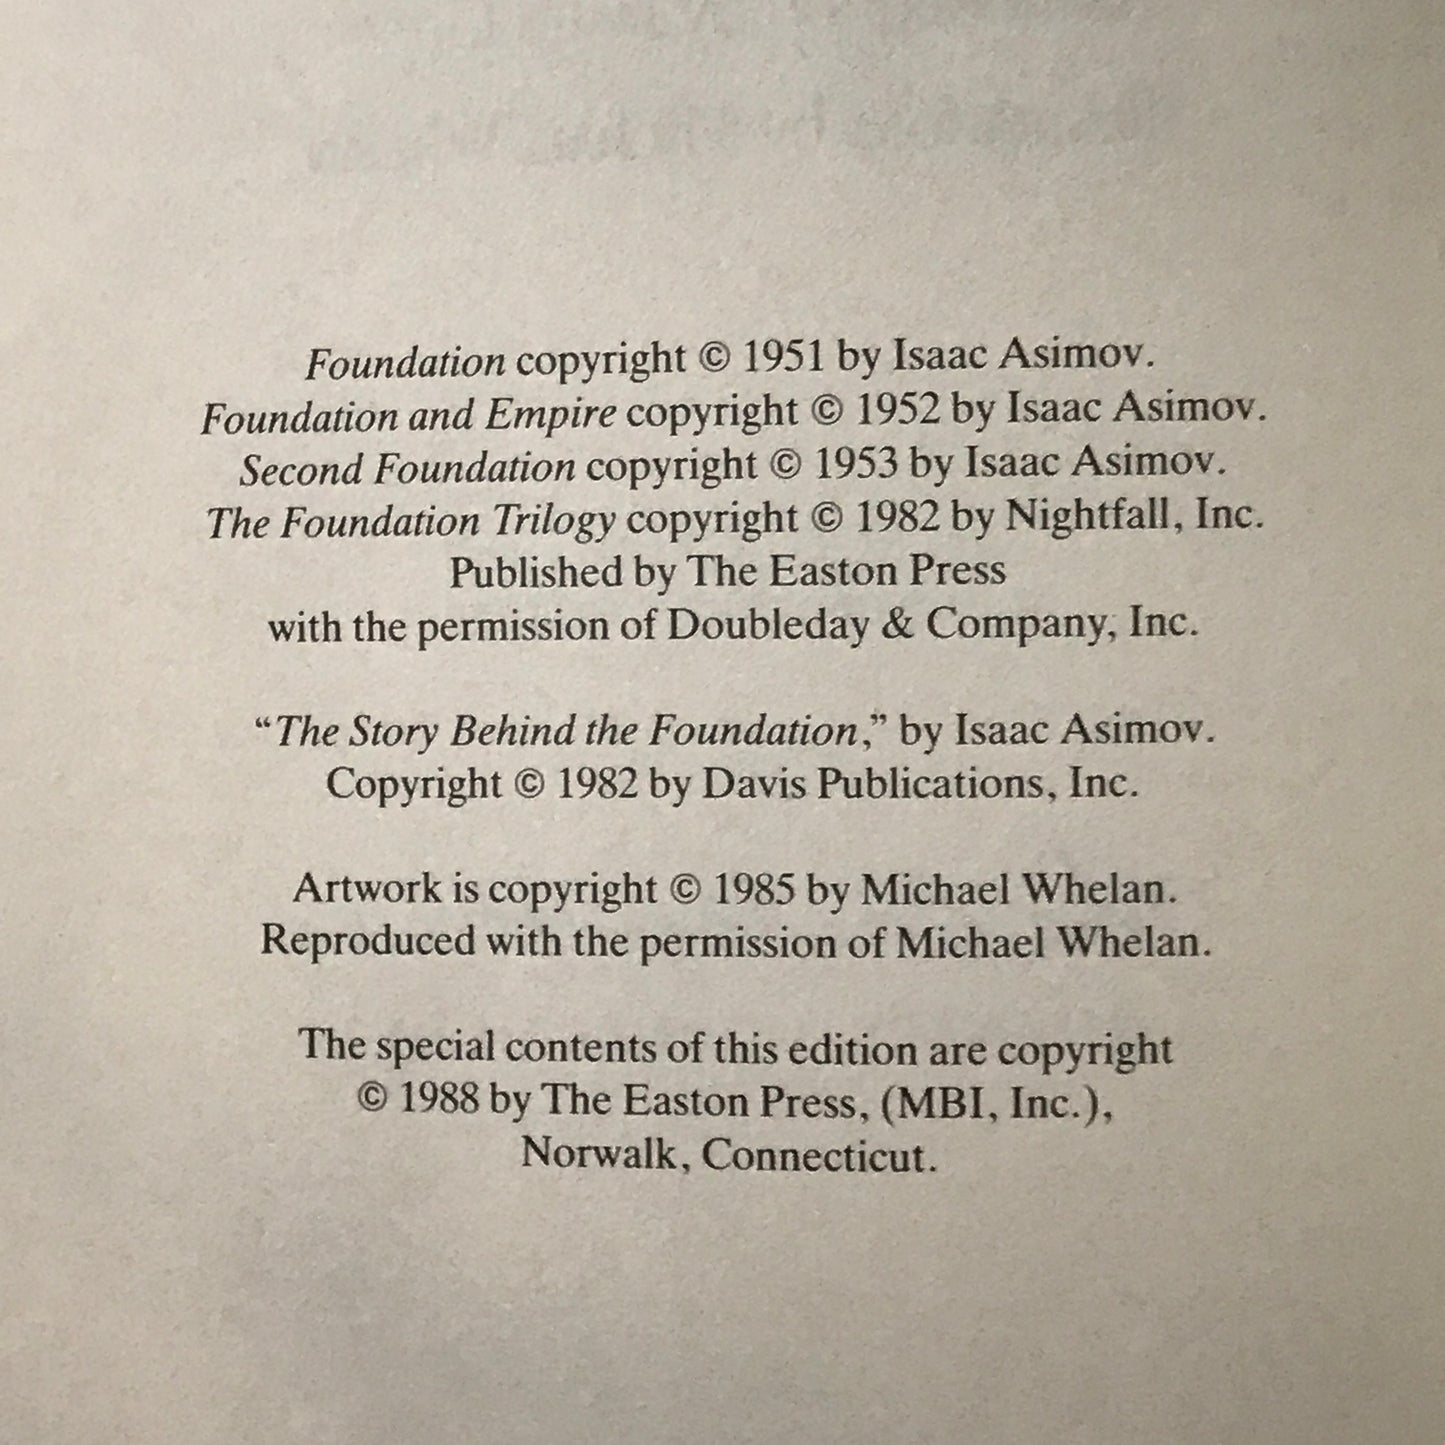 Foundation copyright © 1951 by Isaac Asimov.
Foundation and Empire copyright © 1952 by Isaac Asimov.
Second Foundation copyright © 1953 by Isaac Asimov.
The Foundation Trilogy copyright © 1982 by Nightfall, Inc.
Published by The Easton Press
with the permission of Doubleday & Company, Inc.
“The Story Behind the Foundation,” by Isaac Asimov.
Copyright © 1982 by Davis Publications, Inc.
Artwork is copyright © 1985 by Michael Whelan.
Reproduced with the permission of Michael Whelan.
The special contents of this edition are copyright
© 1988 by The Easton Press, (MBI, Inc.),
Norwalk, Connecticut.